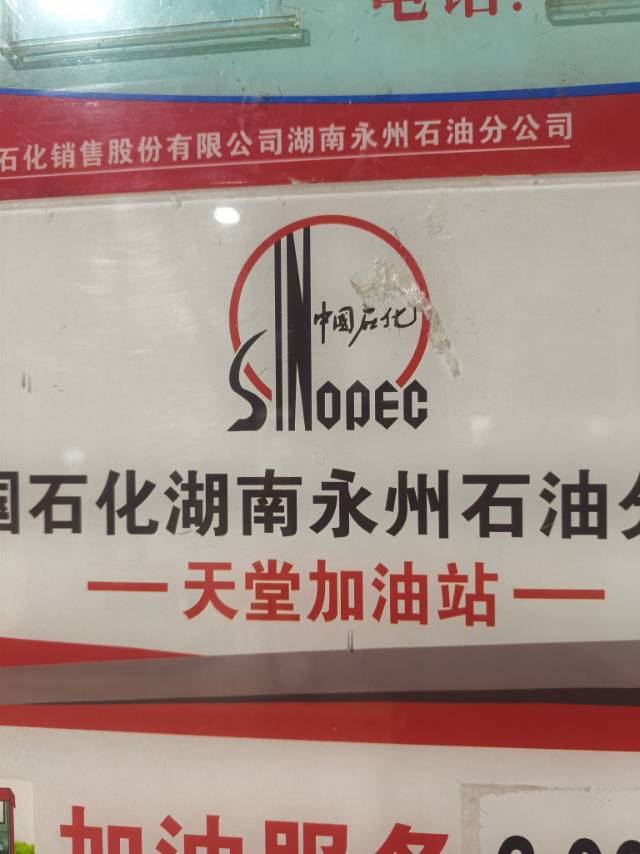 电话:
石化销售股份有限公司湖南永州石油分公司
中国石化
SINOPEC
国石化湖南永州石油分
天堂加油站
加油服务